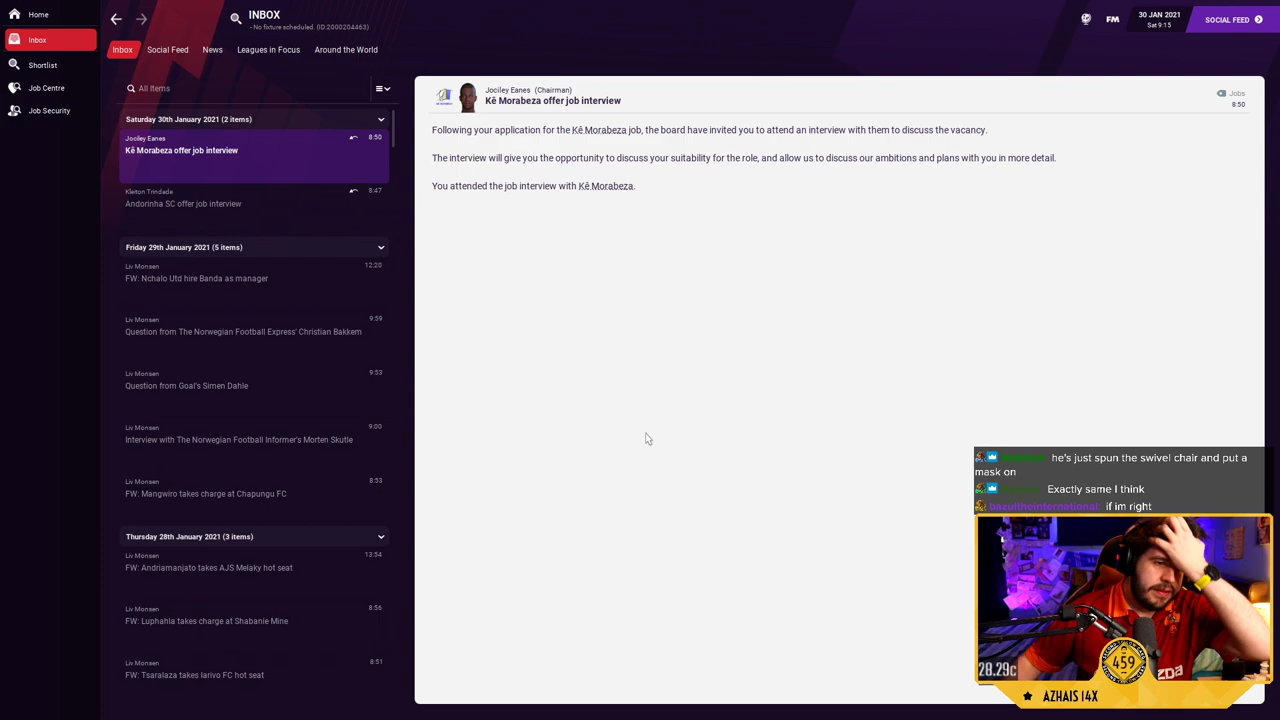 Home
Inbox
Shortlist
Job Centre
Job Security
INBOX
- No fixture scheduled. (ID:2000204463)
FM
30 JAN 2021
Sat 9:15
SOCIAL FEED
Inbox
Social Feed
News
Leagues in Focus
Around the World
All Items
Saturday 30th January 2021 (2 items)
Jociley Eanes
8:50
Kê Morabeza offer job interview
Kleiton Trindade
8:47
Andorinha SC offer job interview
Friday 29th January 2021 (5 items)
Liv Monsen
12:20
FW: Nchalo Utd hire Banda as manager
Liv Monsen
9:59
Question from The Norwegian Football Express' Christian Bakkem
Liv Monsen
9:53
Question from Goal's Simen Dahle
Liv Monsen
9:00
Interview with The Norwegian Football Informer's Morten Skutle
Liv Monsen
8:53
FW: Mangwiro takes charge at Chapungu FC
Thursday 28th January 2021 (3 items)
Liv Monsen
13:54
FW: Andriamanjato takes AJS Melaky hot seat
Liv Monsen
8:56
FW: Luphahla takes charge at Shabanie Mine
Liv Monsen
8:51
FW: Tsaralaza takes Iarivo FC hot seat
Jociley Eanes (Chairman)
Kê Morabeza offer job interview
Jobs
8:50
Following your application for the Kê Morabeza job, the board have invited you to attend an interview with them to discuss the vacancy.
The interview will give you the opportunity to discuss your suitability for the role, and allow us to discuss our ambitions and plans with you in more detail.
You attended the job interview with Kê Morabeza.
he's just spun the swivel chair and put a
mask on
Exactly same I think
bazultheinternational: if im right
28.29c
459
AZHAIS 14X